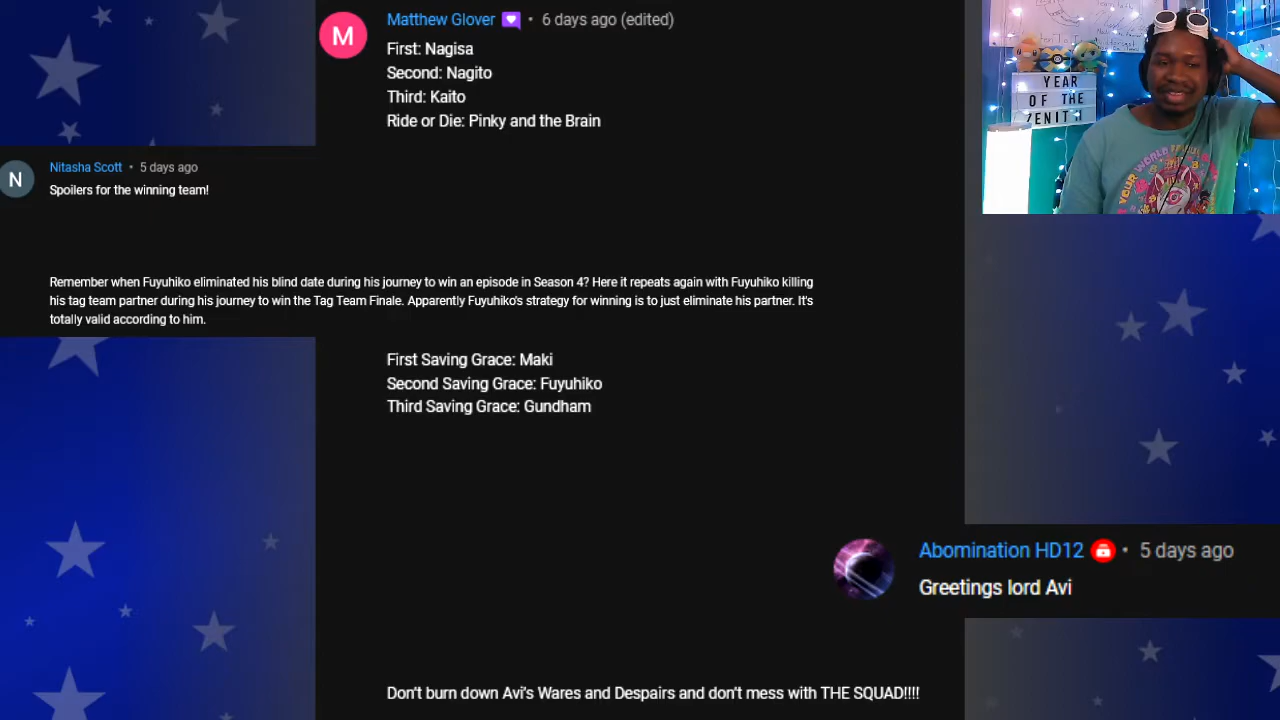 Matthew Glover • 6 days ago (edited)
First: Nagisa
Second: Nagito
Third: Kaito
Ride or Die: Pinky and the Brain
M
YEAR
OF THE
ZENITH
N
Nitasha Scott • 5 days ago
Spoilers for the winning team!
Remember when Fuyuhiko eliminated his blind date during his journey to win an episode in Season 4? Here it repeats again with Fuyuhiko killing
his tag team partner during his journey to win the Tag Team Finale. Apparently Fuyuhiko's strategy for winning is to just eliminate his partner. It's
totally valid according to him.
First Saving Grace: Maki
Second Saving Grace: Fuyuhiko
Third Saving Grace: Gundham
Abomination HD12 • 5 days ago
Greetings lord Avi
Don't burn down Avi's Wares and Despairs and don't mess with THE SQUAD!!!!